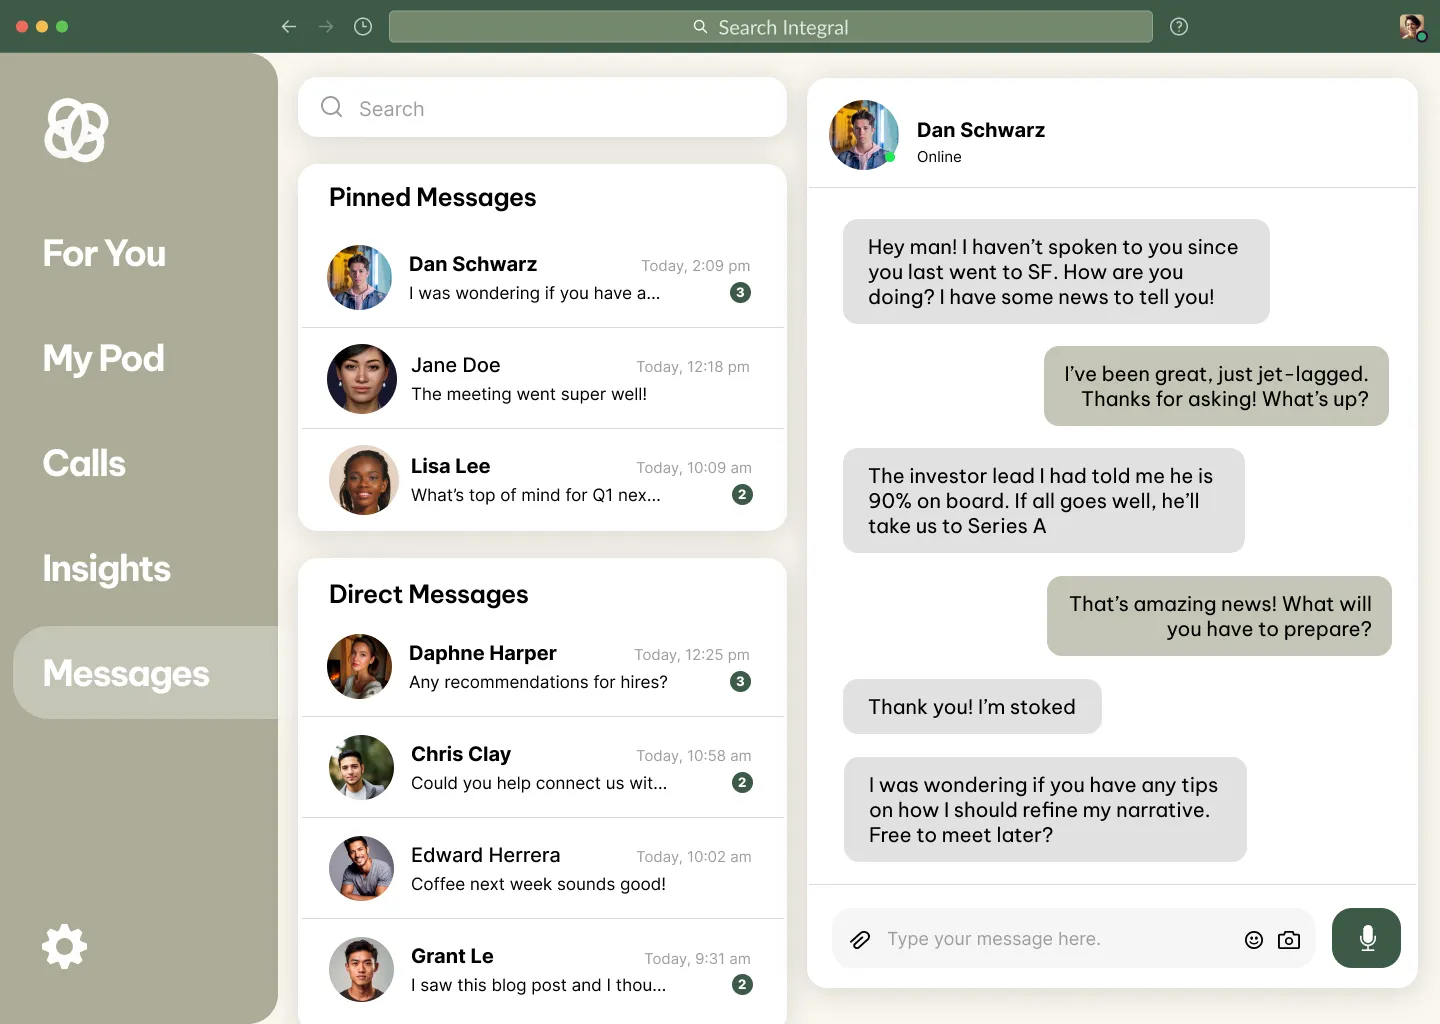 Search Integral
For You
My Pod
Calls
Insights
Messages
Search
Pinned Messages
Dan Schwarz
Today, 2:09 pm
I was wondering if you have a...
3
Jane Doe
Today, 12:18 pm
The meeting went super well!
Lisa Lee
Today, 10:09 am
What’s top of mind for Q1 nex...
2
Direct Messages
Daphne Harper
Today, 12:25 pm
Any recommendations for hires?
3
Chris Clay
Today, 10:58 am
Could you help connect us wit...
2
Edward Herrera
Today, 10:02 am
Coffee next week sounds good!
Grant Le
Today, 9:31 am
I saw this blog post and I thou...
2
Dan Schwarz
Online
Hey man! I haven’t spoken to you since
you last went to SF. How are you
doing? I have some news to tell you!
I’ve been great, just jet-lagged.
Thanks for asking! What’s up?
The investor lead I had told me he is
90% on board. If all goes well, he’ll
take us to Series A
That’s amazing news! What will
you have to prepare?
Thank you! I’m stoked
I was wondering if you have any tips
on how I should refine my narrative.
Free to meet later?
Type your message here.